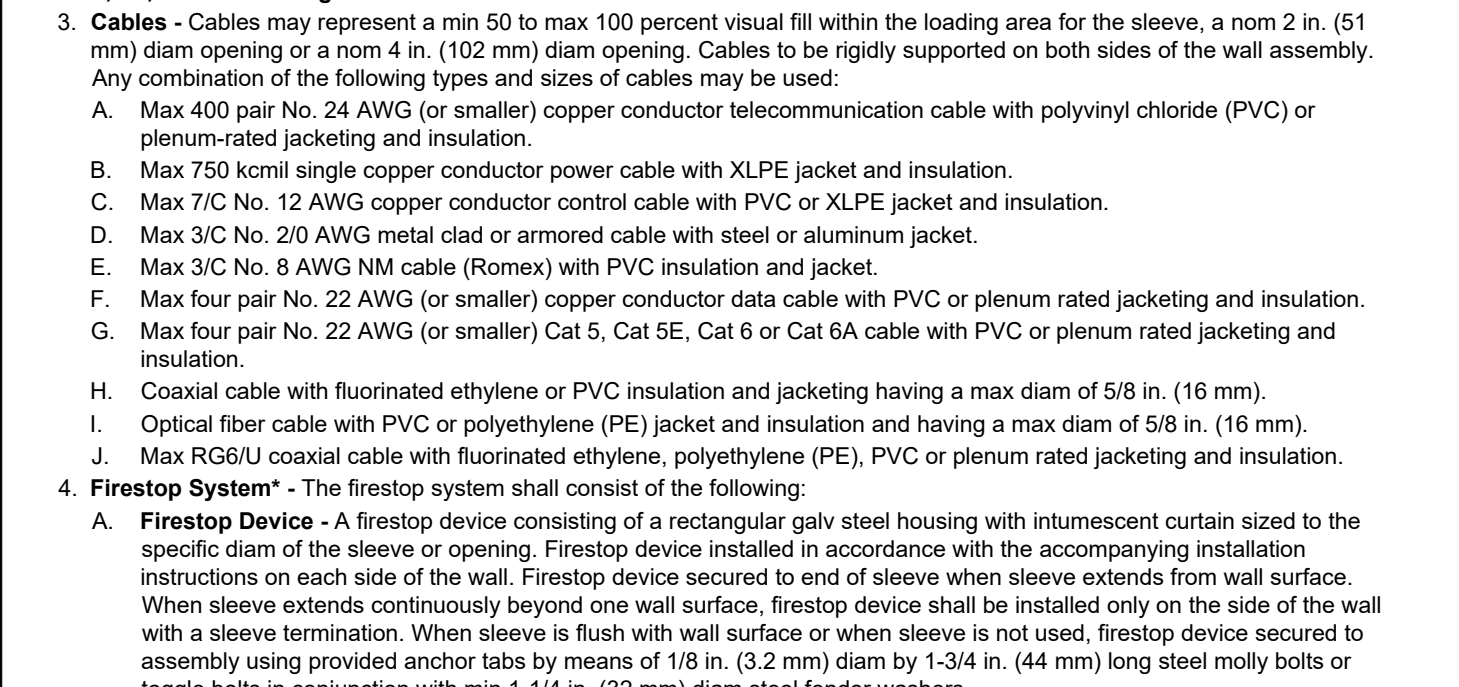 3. Cables - Cables may represent a min 50 to max 100 percent visual fill within the loading area for the sleeve, a nom 2 in. (51
mm) diam opening or a nom 4 in. (102 mm) diam opening. Cables to be rigidly supported on both sides of the wall assembly.
Any combination of the following types and sizes of cables may be used:
A. Max 400 pair No. 24 AWG (or smaller) copper conductor telecommunication cable with polyvinyl chloride (PVC) or
plenum-rated jacketing and insulation.
B. Max 750 kcmil single copper conductor power cable with XLPE jacket and insulation.
C. Max 7/C No. 12 AWG copper conductor control cable with PVC or XLPE jacket and insulation.
D. Max 3/C No. 2/0 AWG metal clad or armored cable with steel or aluminum jacket.
E. Max 3/C No. 8 AWG NM cable (Romex) with PVC insulation and jacket.
F. Max four pair No. 22 AWG (or smaller) copper conductor data cable with PVC or plenum rated jacketing and insulation.
G. Max four pair No. 22 AWG (or smaller) Cat 5, Cat 5E, Cat 6 or Cat 6A cable with PVC or plenum rated jacketing and
insulation.
H. Coaxial cable with fluorinated ethylene or PVC insulation and jacketing having a max diam of 5/8 in. (16 mm).
I. Optical fiber cable with PVC or polyethylene (PE) jacket and insulation and having a max diam of 5/8 in. (16 mm).
J. Max RG6/U coaxial cable with fluorinated ethylene, polyethylene (PE), PVC or plenum rated jacketing and insulation.
4. Firestop System* - The firestop system shall consist of the following:
A. Firestop Device - A firestop device consisting of a rectangular galv steel housing with intumescent curtain sized to the
specific diam of the sleeve or opening. Firestop device installed in accordance with the accompanying installation
instructions on each side of the wall. Firestop device secured to end of sleeve when sleeve extends from wall surface.
When sleeve extends continuously beyond one wall surface, firestop device shall be installed only on the side of the wall
with a sleeve termination. When sleeve is flush with wall surface or when sleeve is not used, firestop device secured to
assembly using provided anchor tabs by means of 1/8 in. (3.2 mm) diam by 1-3/4 in. (44 mm) long steel molly bolts or
toggle bolts in conjunction with min 1-1/4 in. (32 mm) diam steel fender washers.